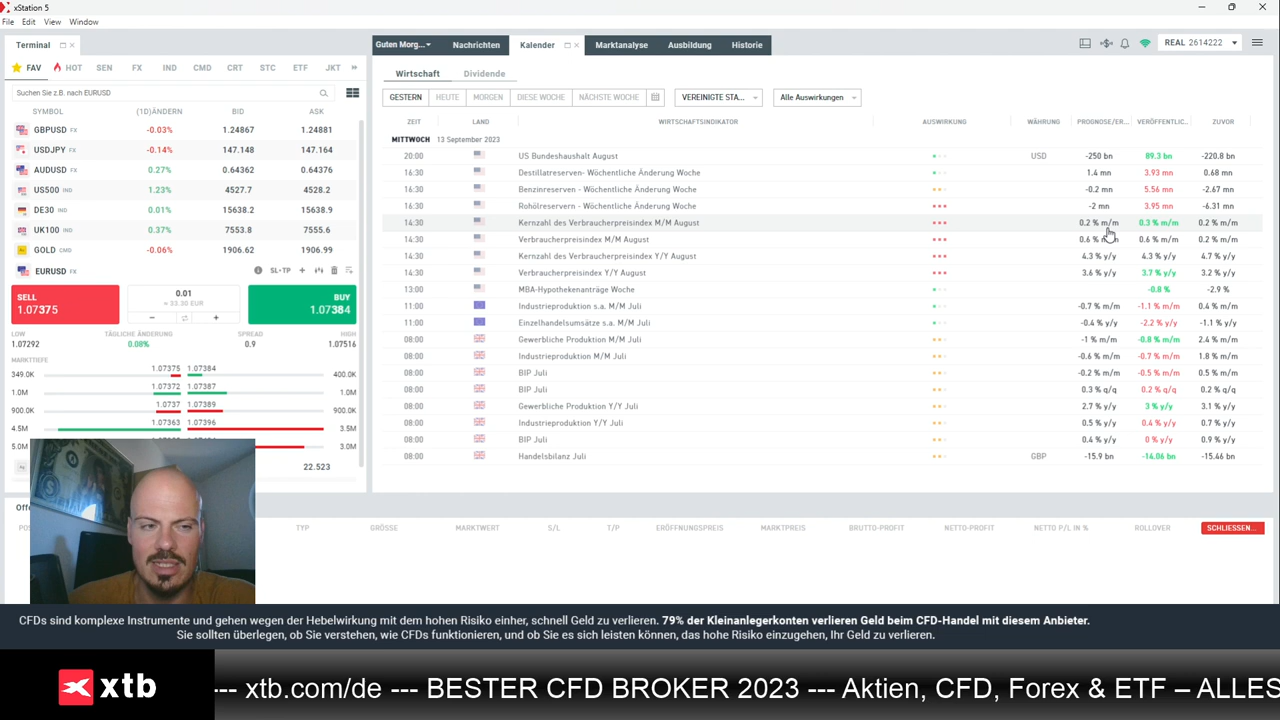 xStation 5
File Edit View Window
Terminal
FAV HOT SEN FX IND CMD CRT STC ETF JKT
Suchen Sie z.B. nach EURUSD
SYMBOL (1D)ÄNDERN BID ASK
GBPUSD FX -0.03% 1.24867 1.24881
USDJPY FX -0.14% 147.148 147.164
AUDUSD FX 0.27% 0.64362 0.64376
US500 IND 1.23% 4527.7 4528.2
DE30 IND 0.01% 15638.2 15638.9
UK100 IND 0.37% 7553.8 7555.6
GOLD CMD -0.06% 1906.62 1906.99
EURUSD FX SL+TP
SELL 1.07375
0.01
≈ 33.30 EUR
BUY 1.07384
LOW TÄGLICHE ÄNDERUNG SPREAD HIGH
1.07292 0.08% 0.9 1.07516
MARKTTIEFE
349.0K 1.07375 1.07384 400.0K
1.0M 1.07372 1.07387 1.0M
900.0K 1.0737 1.07389 900.0K
4.5M 1.07363 1.07396 3.5M
3.0M
22.523
Guten Morg... Nachrichten Kalender Marktanalyse Ausbildung Historie
REAL 2614222
Wirtschaft Dividende
GESTERN HEUTE MORGEN DIESE WOCHE NÄCHSTE WOCHE VEREINIGTE STA... Alle Auswirkungen
ZEIT LAND WIRTSCHAFTSINDIKATOR AUSWIRKUNG WÄHRUNG PROGNOSE/ER... VERÖFFENTLIC... ZUVOR
MITTWOCH 13 September 2023
20:00 US Bundeshaushalt August USD -250 bn 89.3 bn -220.8 bn
16:30 Destillatreserven- Wöchentliche Änderung Woche 1.4 mn 3.93 mn 0.68 mn
16:30 Benzinreserven - Wöchentliche Änderung Woche -0.2 mn 5.56 mn -2.67 mn
16:30 Rohölreservern - Wöchentliche Änderung Woche -2 mn 3.95 mn -6.31 mn
14:30 Kernzahl des Verbraucherpreisindex M/M August 0.2 % m/m 0.3 % m/m 0.2 % m/m
14:30 Verbraucherpreisindex M/M August 0.6 % m/m 0.6 % m/m 0.2 % m/m
14:30 Kernzahl des Verbraucherpreisindex Y/Y August 4.3 % y/y 4.3 % y/y 4.7 % y/y
14:30 Verbraucherpreisindex Y/Y August 3.6 % y/y 3.7 % y/y 3.2 % y/y
13:00 MBA-Hypothekenanträge Woche -0.8 % -2.9 %
11:00 Industrieproduktion s.a. M/M Juli -0.7 % m/m -1.1 % m/m 0.4 % m/m
11:00 Einzelhandelsumsätze s.a. M/M Juli -0.4 % y/y -2.2 % y/y -1.1 % y/y
08:00 Gewerbliche Produktion M/M Juli -1 % m/m -0.8 % m/m 2.4 % m/m
08:00 Industrieproduktion M/M Juli -0.6 % m/m -0.7 % m/m 1.8 % m/m
08:00 BIP Juli -0.2 % m/m -0.5 % m/m 0.5 % m/m
08:00 BIP Juli 0.3 % q/q 0.2 % q/q 0.2 % q/q
08:00 Gewerbliche Produktion Y/Y Juli 2.7 % y/y 3 % y/y 3.1 % y/y
08:00 Industrieproduktion Y/Y Juli 0.5 % y/y 0.4 % y/y 0.7 % y/y
08:00 BIP Juli 0.4 % y/y 0 % y/y 0.9 % y/y
08:00 Handelsbilanz Juli GBP -15.9 bn -14.06 bn -15.46 bn
TYP GRÖSSE MARKTWERT S/L T/P ERÖFFNUNGSPREIS MARKTPREIS BRUTTO-PROFIT NETTO-PROFIT NETTO P/L IN % ROLLOVER SCHLIESSEN...
CFDs sind komplexe Instrumente und gehen wegen der Hebelwirkung mit dem hohen Risiko einher, schnell Geld zu verlieren. 79% der Kleinanlegerkonten verlieren Geld beim CFD-Handel mit diesem Anbieter.
Sie sollten überlegen, ob Sie verstehen, wie CFDs funktionieren, und ob Sie es sich leisten können, das hohe Risiko einzugehen, Ihr Geld zu verlieren.
xtb --- xtb.com/de --- BESTER CFD BROKER 2023 --- Aktien, CFD, Forex & ETF – ALLES